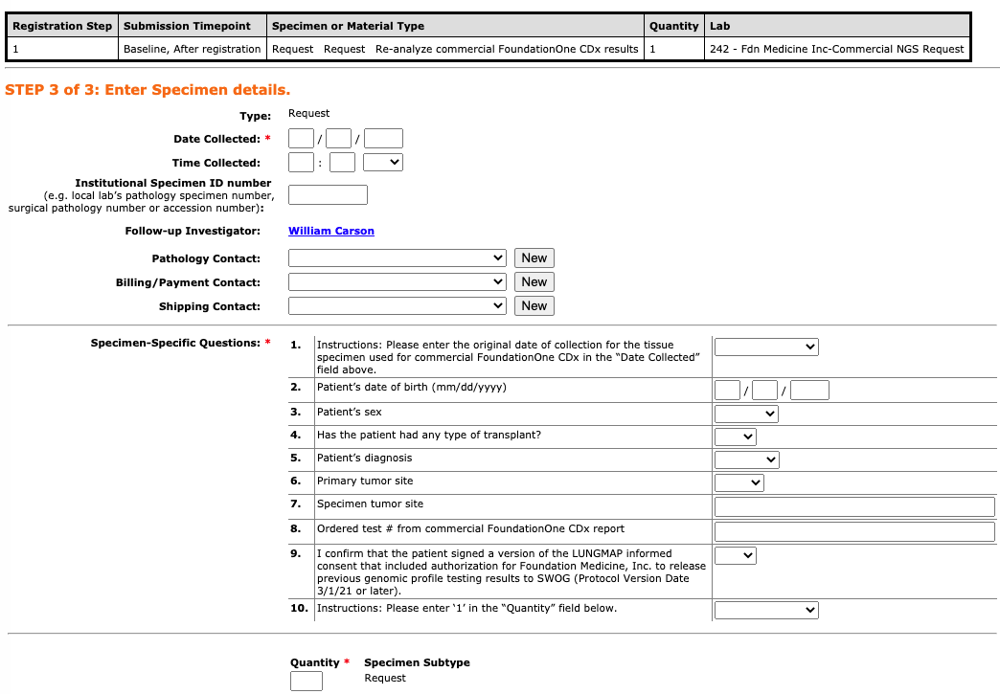 Registration Step Submission Timepoint Specimen or Material Type Quantity Lab
1 Baseline, After registration Request Request Re-analyze commercial FoundationOne CDx results 1 242 - Fdn Medicine Inc-Commercial NGS Request
STEP 3 of 3: Enter Specimen details.
Type: Request
Date Collected: * / /
Time Collected: :
Institutional Specimen ID number
(e.g. local lab's pathology specimen number,
surgical pathology number or accession number):
Follow-up Investigator: William Carson
Pathology Contact: New
Billing/Payment Contact: New
Shipping Contact: New
Specimen-Specific Questions: * 1. Instructions: Please enter the original date of collection for the tissue
specimen used for commercial FoundationOne CDx in the “Date Collected”
field above.
2. Patient’s date of birth (mm/dd/yyyy) / /
3. Patient’s sex
4. Has the patient had any type of transplant?
5. Patient’s diagnosis
6. Primary tumor site
7. Specimen tumor site
8. Ordered test # from commercial FoundationOne CDx report
9. I confirm that the patient signed a version of the LUNGMAP informed
consent that included authorization for Foundation Medicine, Inc. to release
previous genomic profile testing results to SWOG (Protocol Version Date
3/1/21 or later).
10. Instructions: Please enter ‘1’ in the “Quantity” field below.
Quantity * Specimen Subtype
Request